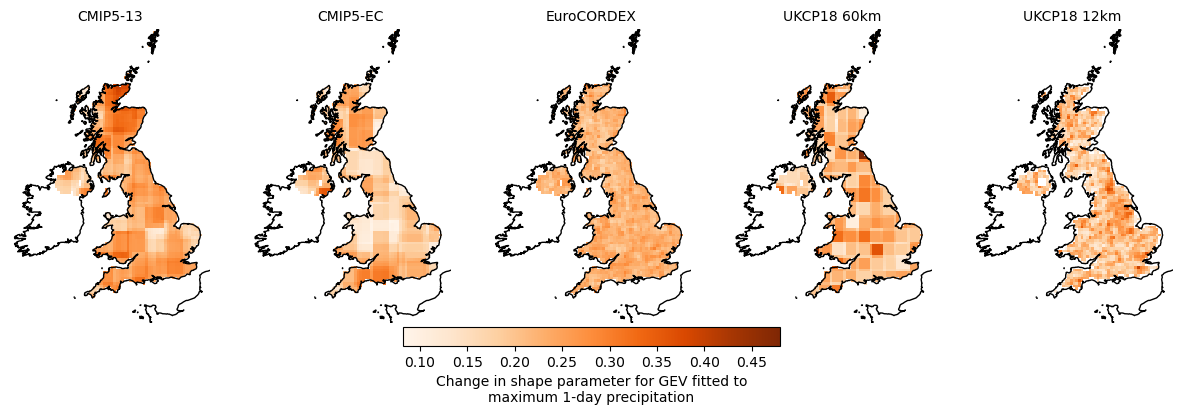 CMIP5-13 CMIP5-EC EuroCORDEX UKCP18 60km UKCP18 12km
0.10 0.15 0.20 0.25 0.30 0.35 0.40 0.45
Change in shape parameter for GEV fitted to
maximum 1-day precipitation